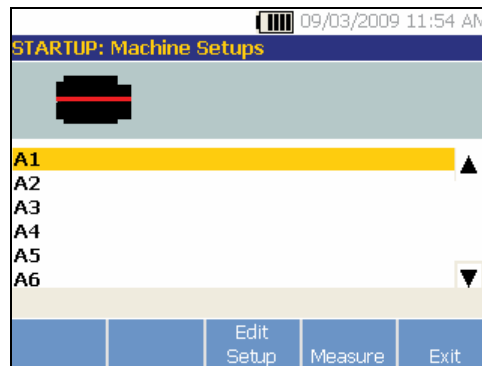 09/03/2009 11:54 AM
STARTUP: Machine Setups
A1
A2
A3
A4
A5
A6
Edit
Setup
Measure
Exit